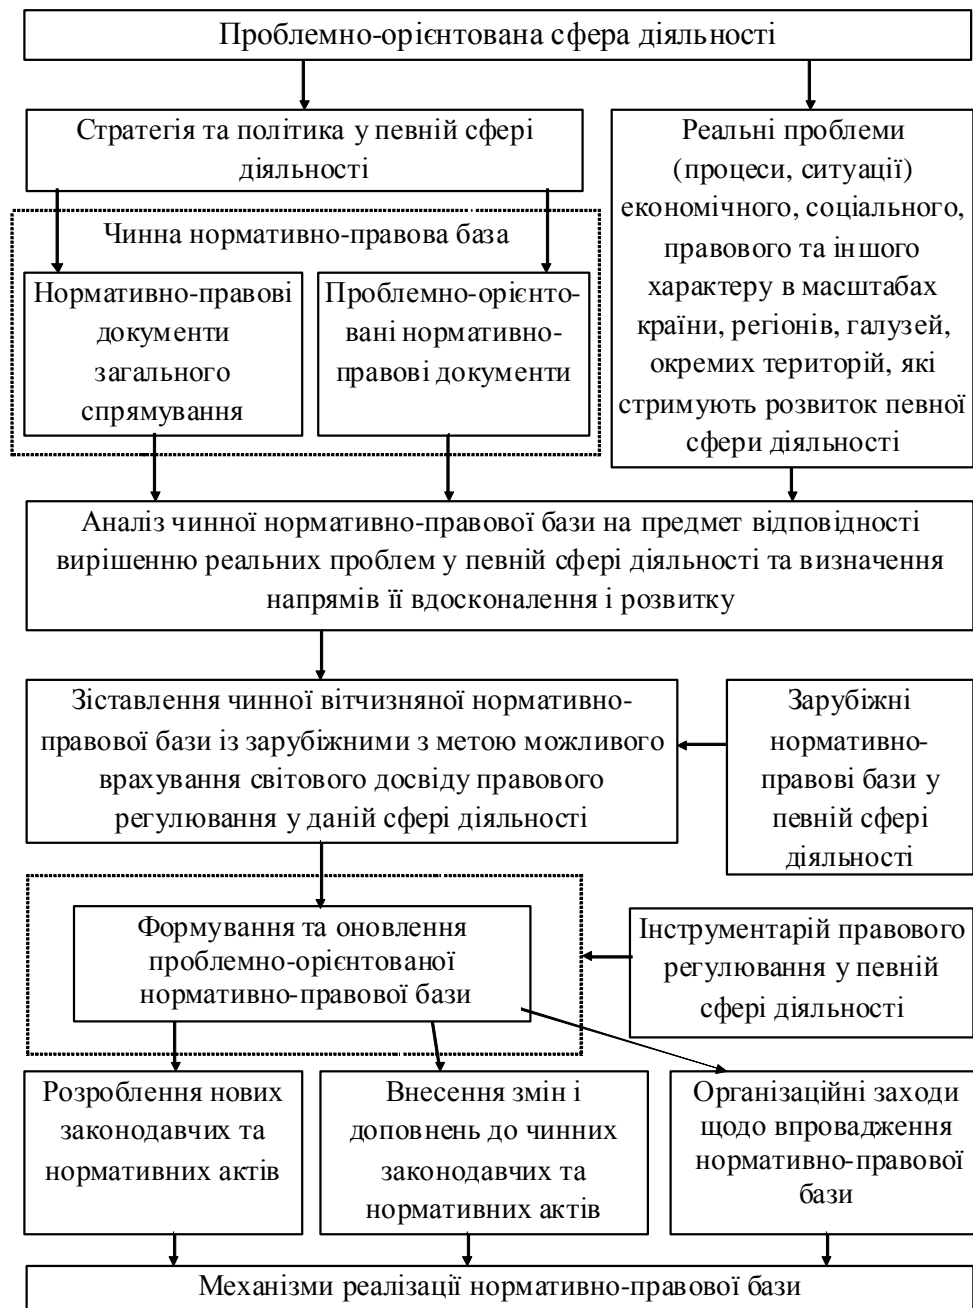 Проблемно-орієнтована сфера діяльності
Стратегія та політика у певній сфері
діяльності
Реальні проблеми
(процеси, ситуації)
економічного, соціального,
правового та іншого
характеру в масштабах
країни, регіонів, галузей,
окремих територій, які
стримують розвиток певної
сфери діяльності
Чинна нормативно-правова база
Нормативно-правові
документи
загального
спрямування
Проблемно-орієнто-
вані нормативно-
правові документи
Аналіз чинної нормативно-правової бази на предмет відповідності
вирішенню реальних проблем у певній сфері діяльності та визначення
напрямів її вдосконалення і розвитку
Зіставлення чинної вітчизняної нормативно-
правової бази із зарубіжними з метою можливого
врахування світового досвіду правового
регулювання у даній сфері діяльності
Зарубіжні
нормативно-
правові бази у
певній сфері
діяльності
Формування та оновлення
проблемно-орієнтованої
нормативно-правової бази
Інструментарій правового
регулювання у певній
сфері діяльності
Розроблення нових
законодавчих та
нормативних актів
Внесення змін і
доповнень до чинних
законодавчих та
нормативних актів
Організаційні заходи
щодо впровадження
нормативно-правової
бази
Механізми реалізації нормативно-правової бази